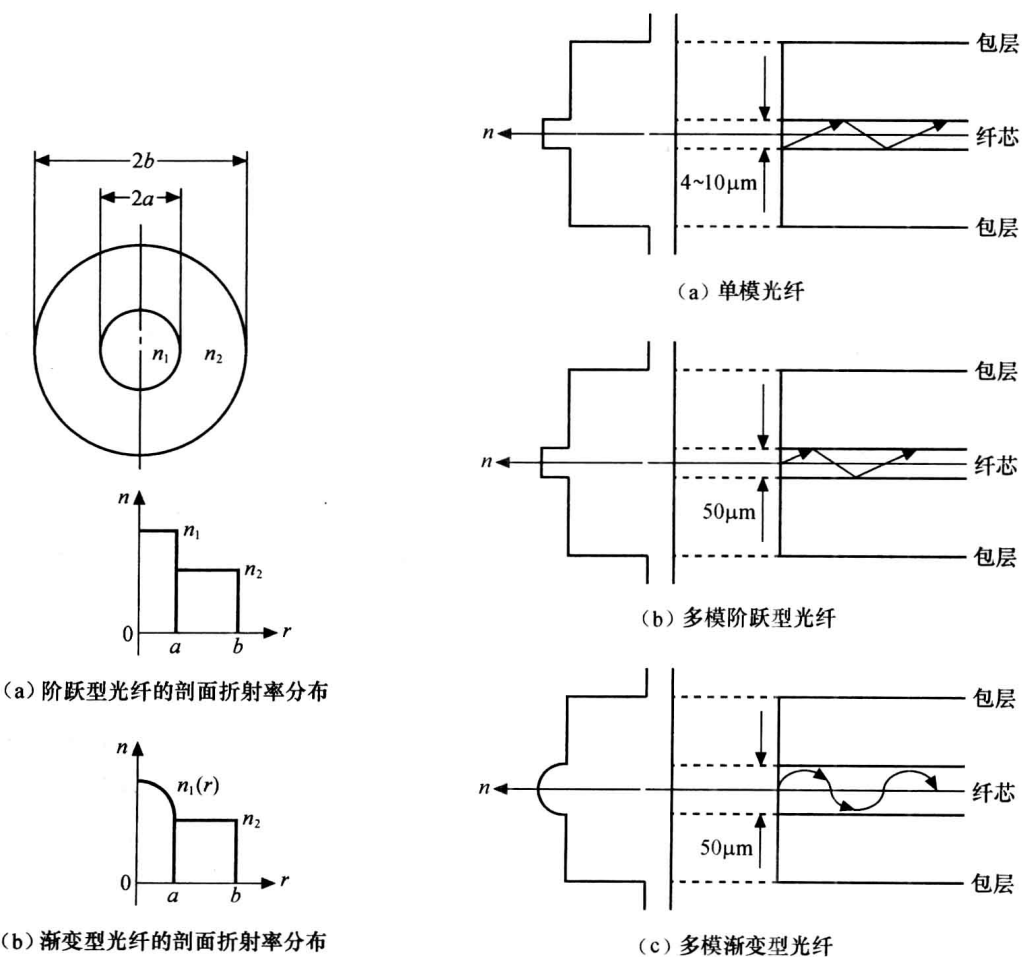 2b
2a
n₁
n₂
n
n₁
n₂
0
a
b
r
(a) 阶跃型光纤的剖面折射率分布
n
n₁(r)
n₂
0
a
b
r
(b) 渐变型光纤的剖面折射率分布
包层
n
纤芯
4~10μm
包层
(a) 单模光纤
包层
n
纤芯
50μm
包层
(b) 多模阶跃型光纤
包层
n
纤芯
50μm
包层
(c) 多模渐变型光纤